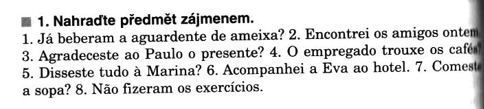 1. Nahraďte předmět zájmenem.
1. Já beberam a aguardente de ameixa? 2. Encontrei os amigos ontem
3. Agradeceste ao Paulo o presente? 4. O empregado trouxe os cafés?
5. Disseste tudo à Marina? 6. Acompanhei a Eva ao hotel. 7. Comeste
a sopa? 8. Não fizeram os exercícios.